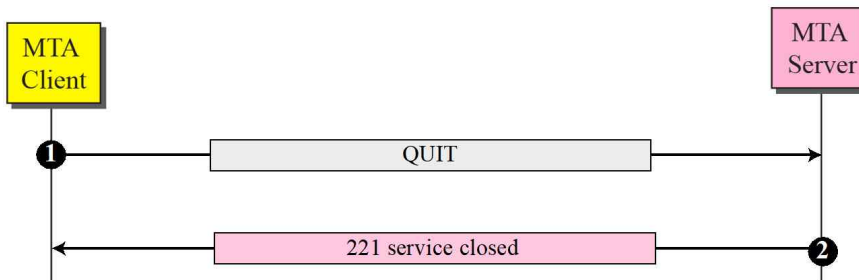 MTA
Client
MTA
Server
1
QUIT
221 service closed
2